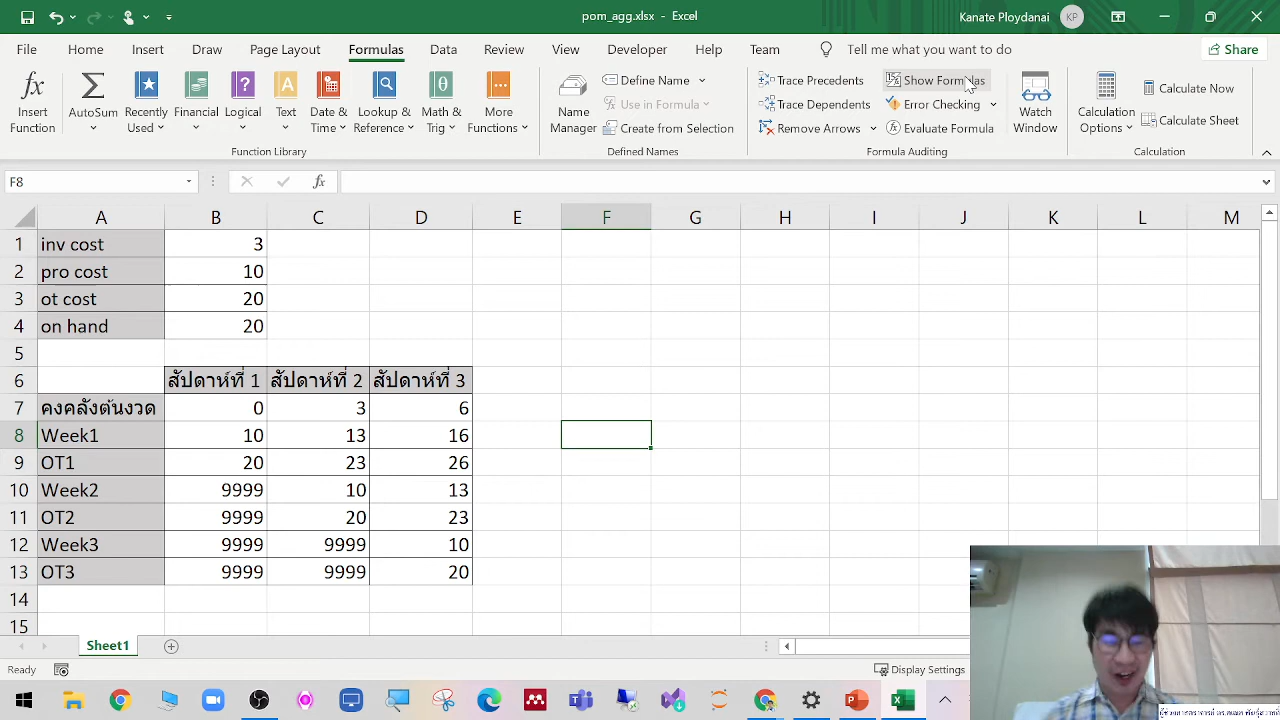 pom_agg.xlsx - Excel
Kanate Ploydanai KP
File Home Insert Draw Page Layout Formulas Data Review View Developer Help Team Tell me what you want to do Share
Insert Function
AutoSum
Recently Used
Financial
Logical
Text
Date & Time
Lookup & Reference
Math & Trig
More Functions
Function Library
Name Manager
Define Name
Use in Formula
Create from Selection
Defined Names
Trace Precedents
Trace Dependents
Remove Arrows
Show Formulas
Error Checking
Evaluate Formula
Formula Auditing
Watch Window
Calculation Options
Calculate Now
Calculate Sheet
Calculation
F8 fx
A B C D E F G H I J K L M
1 inv cost 3
2 pro cost 10
3 ot cost 20
4 on hand 20
5
6 สัปดาห์ที่ 1 สัปดาห์ที่ 2 สัปดาห์ที่ 3
7 คงคลังต้นงวด 0 3 6
8 Week1 10 13 16
9 OT1 20 23 26
10 Week2 9999 10 13
11 OT2 9999 20 23
12 Week3 9999 9999 10
13 OT3 9999 9999 20
14
15
Sheet1
Ready Display Settings